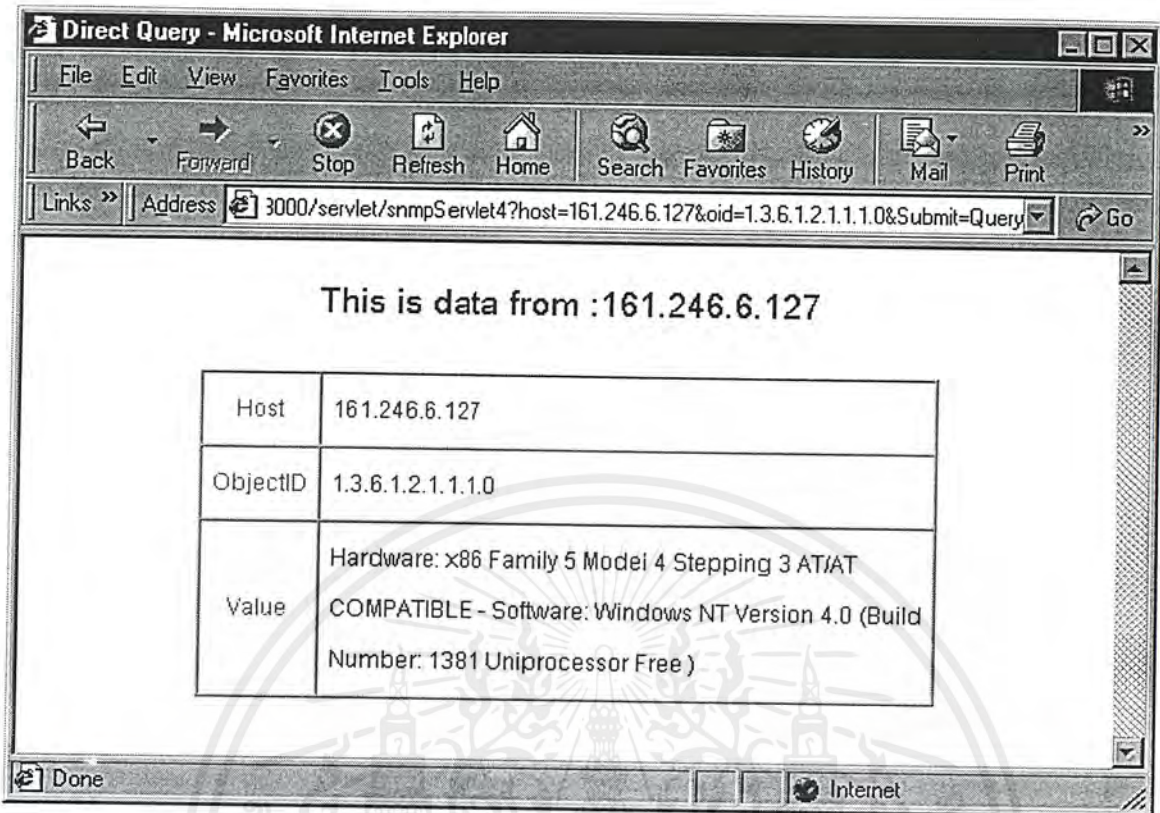 Direct Query - Microsoft Internet Explorer
File Edit View Favorites Tools Help
Back Forward Stop Refresh Home Search Favorites History Mail Print
Links » Address 3000/servlet/snmpServlet4?host=161.246.6.127&oid=1.3.6.1.2.1.1.1.0&Submit=Query Go
This is data from :161.246.6.127
Host 161.246.6.127
ObjectID 1.3.6.1.2.1.1.1.0
Hardware: x86 Family 5 Model 4 Stepping 3 AT/AT
Value COMPATIBLE - Software: Windows NT Version 4.0 (Build
Number: 1381 Uniprocessor Free )
Done Internet